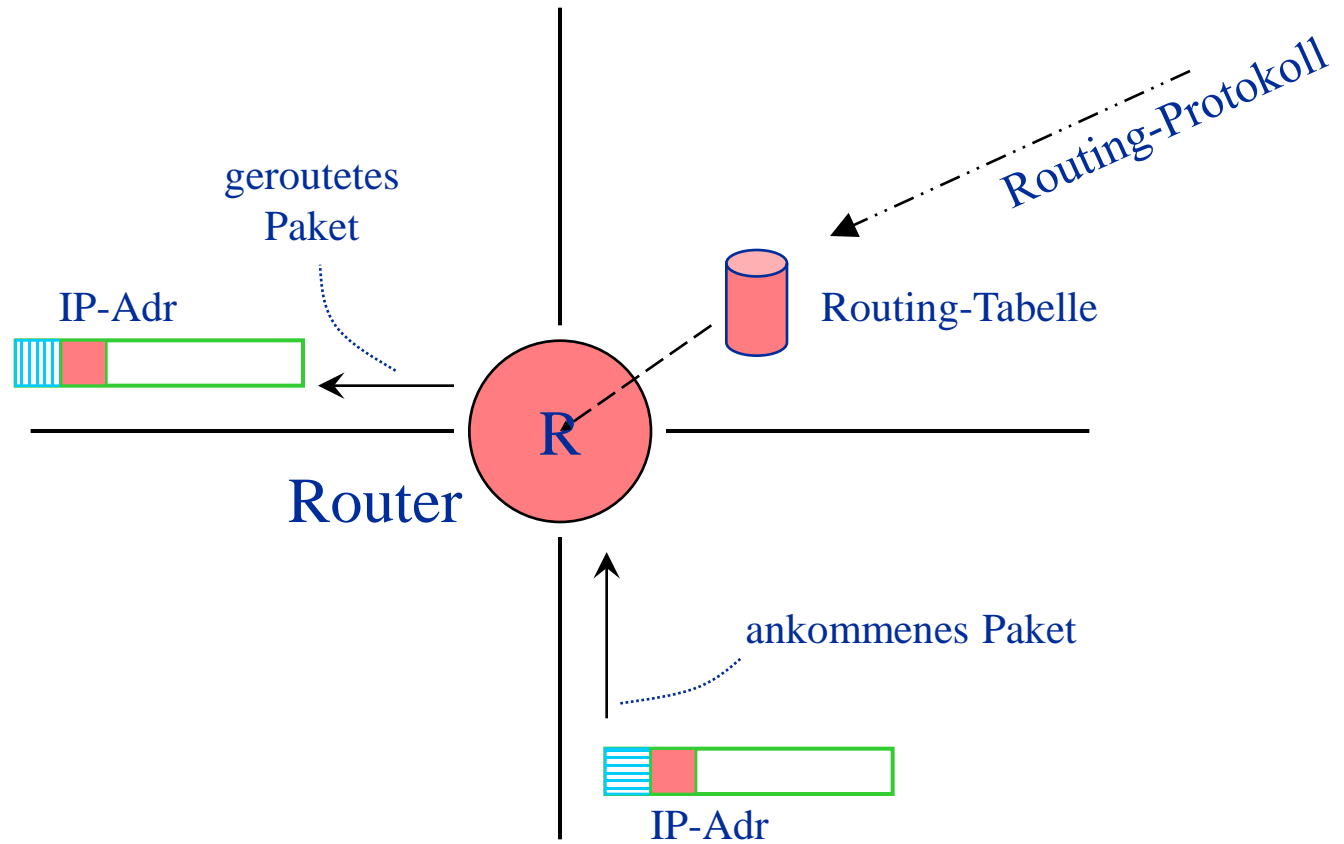 Routing-Protokoll
geroutetes
Paket
IP-Adr
Routing-Tabelle
R
Router
ankommenes Paket
IP-Adr